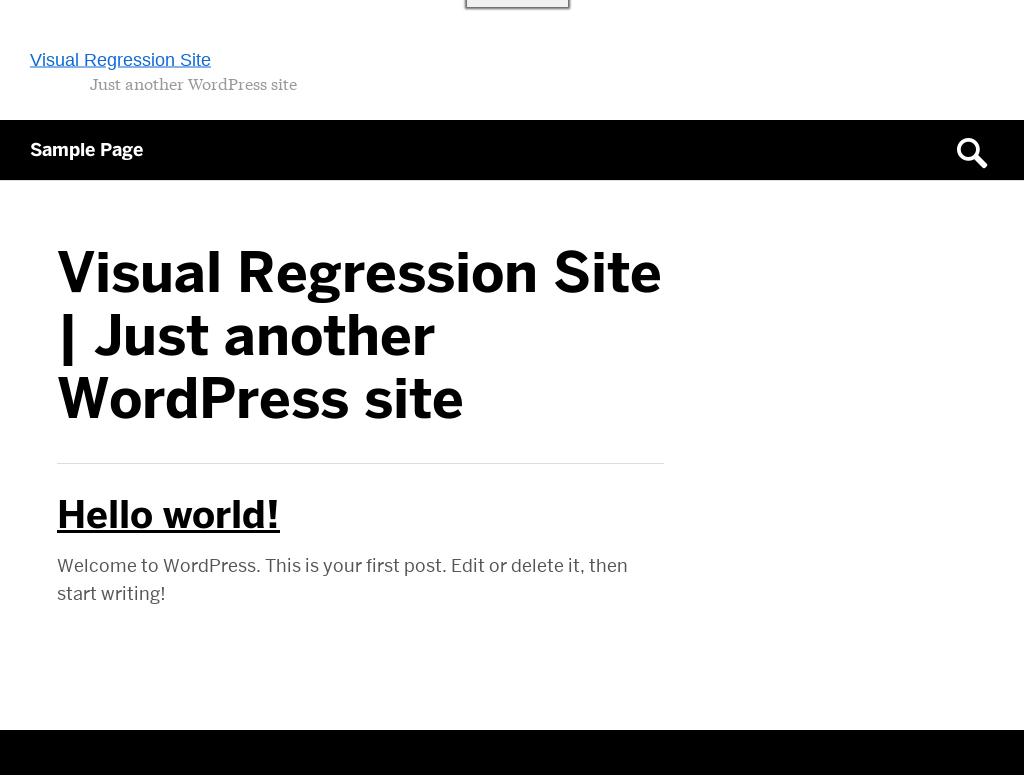 Visual Regression Site
Just another WordPress site
Sample Page
Visual Regression Site
| Just another
WordPress site
Hello world!
Welcome to WordPress. This is your first post. Edit or delete it, then
start writing!